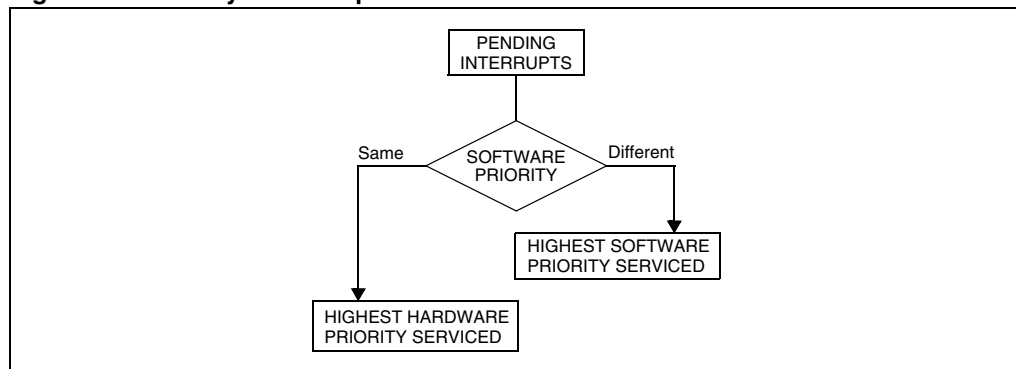 PENDING
INTERRUPTS
Same
SOFTWARE
PRIORITY
Different
HIGHEST SOFTWARE
PRIORITY SERVICED
HIGHEST HARDWARE
PRIORITY SERVICED